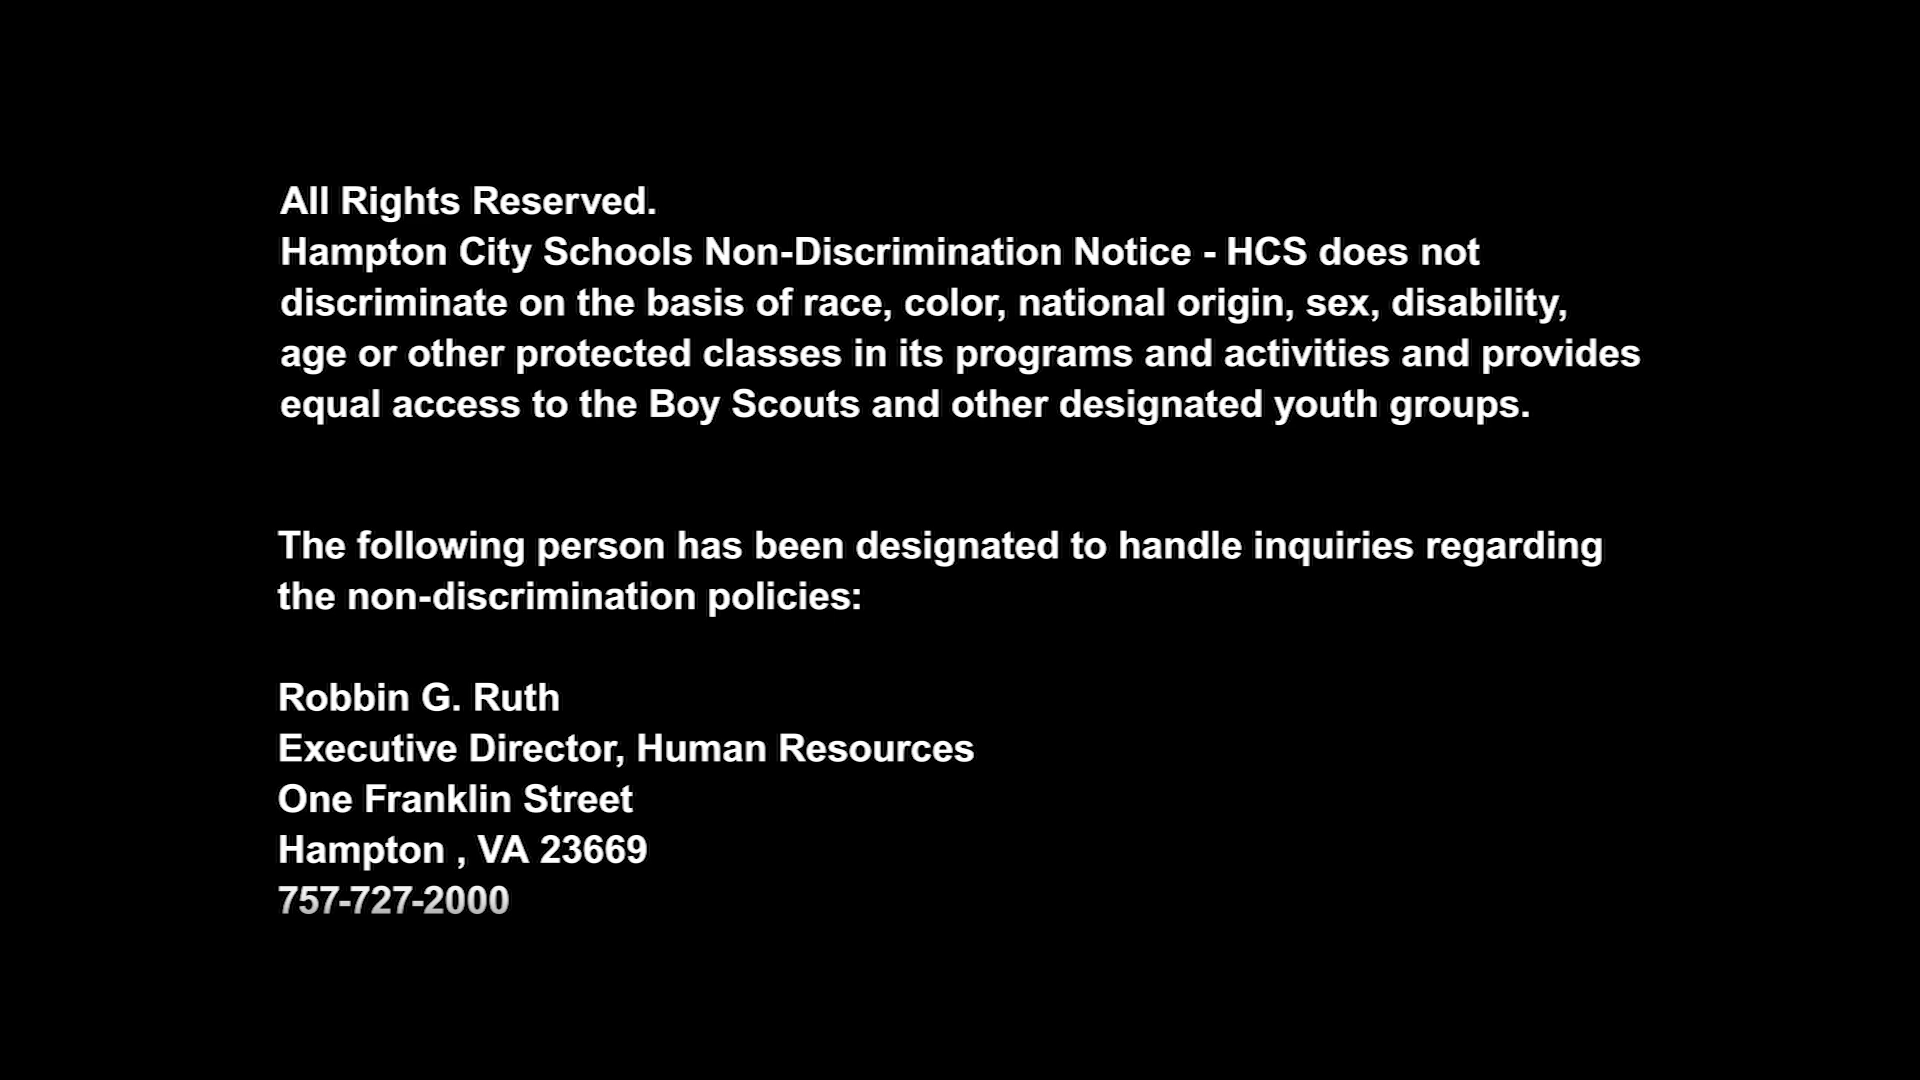 All Rights Reserved.
Hampton City Schools Non-Discrimination Notice - HCS does not
discriminate on the basis of race, color, national origin, sex, disability,
age or other protected classes in its programs and activities and provides
equal access to the Boy Scouts and other designated youth groups.
The following person has been designated to handle inquiries regarding
the non-discrimination policies:
Robbin G. Ruth
Executive Director, Human Resources
One Franklin Street
Hampton , VA 23669
757-727-2000